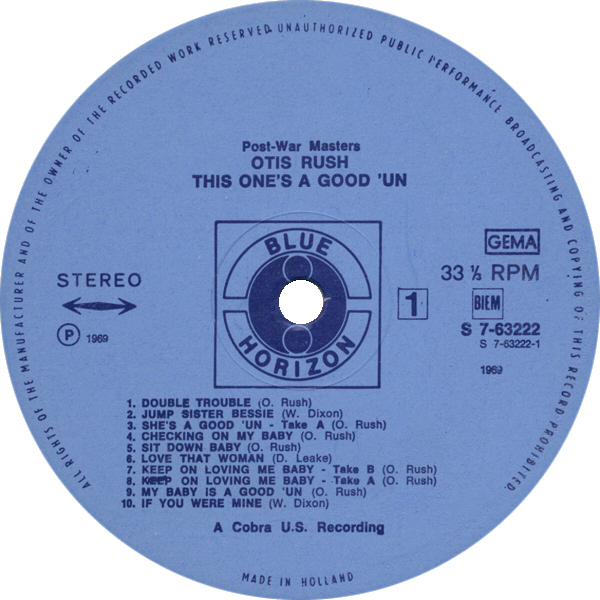 ALL RIGHTS OF THE MANUFACTURER AND OF THE OWNER OF THE RECORDED WORK RESERVED. UNAUTHORIZED PUBLIC PERFORMANCE BROADCASTING AND COPYING OF THIS RECORD PROHIBITED.
Post-War Masters
OTIS RUSH
THIS ONE'S A GOOD 'UN
BLUE
HORIZON
STEREO
P 1969
GEMA
33 ⅓ RPM
1
BIEM
S 7-63222
S 7-63222-1
1969
1. DOUBLE TROUBLE (O. Rush)
2. JUMP SISTER BESSIE (W. Dixon)
3. SHE'S A GOOD 'UN - Take A (O. Rush)
4. CHECKING ON MY BABY (O. Rush)
5. SIT DOWN BABY (O. Rush)
6. LOVE THAT WOMAN (D. Leake)
7. KEEP ON LOVING ME BABY - Take B (O. Rush)
8. KEEP ON LOVING ME BABY - Take A (O. Rush)
9. MY BABY IS A GOOD 'UN (O. Rush)
10. IF YOU WERE MINE (W. Dixon)
A Cobra U.S. Recording
MADE IN HOLLAND